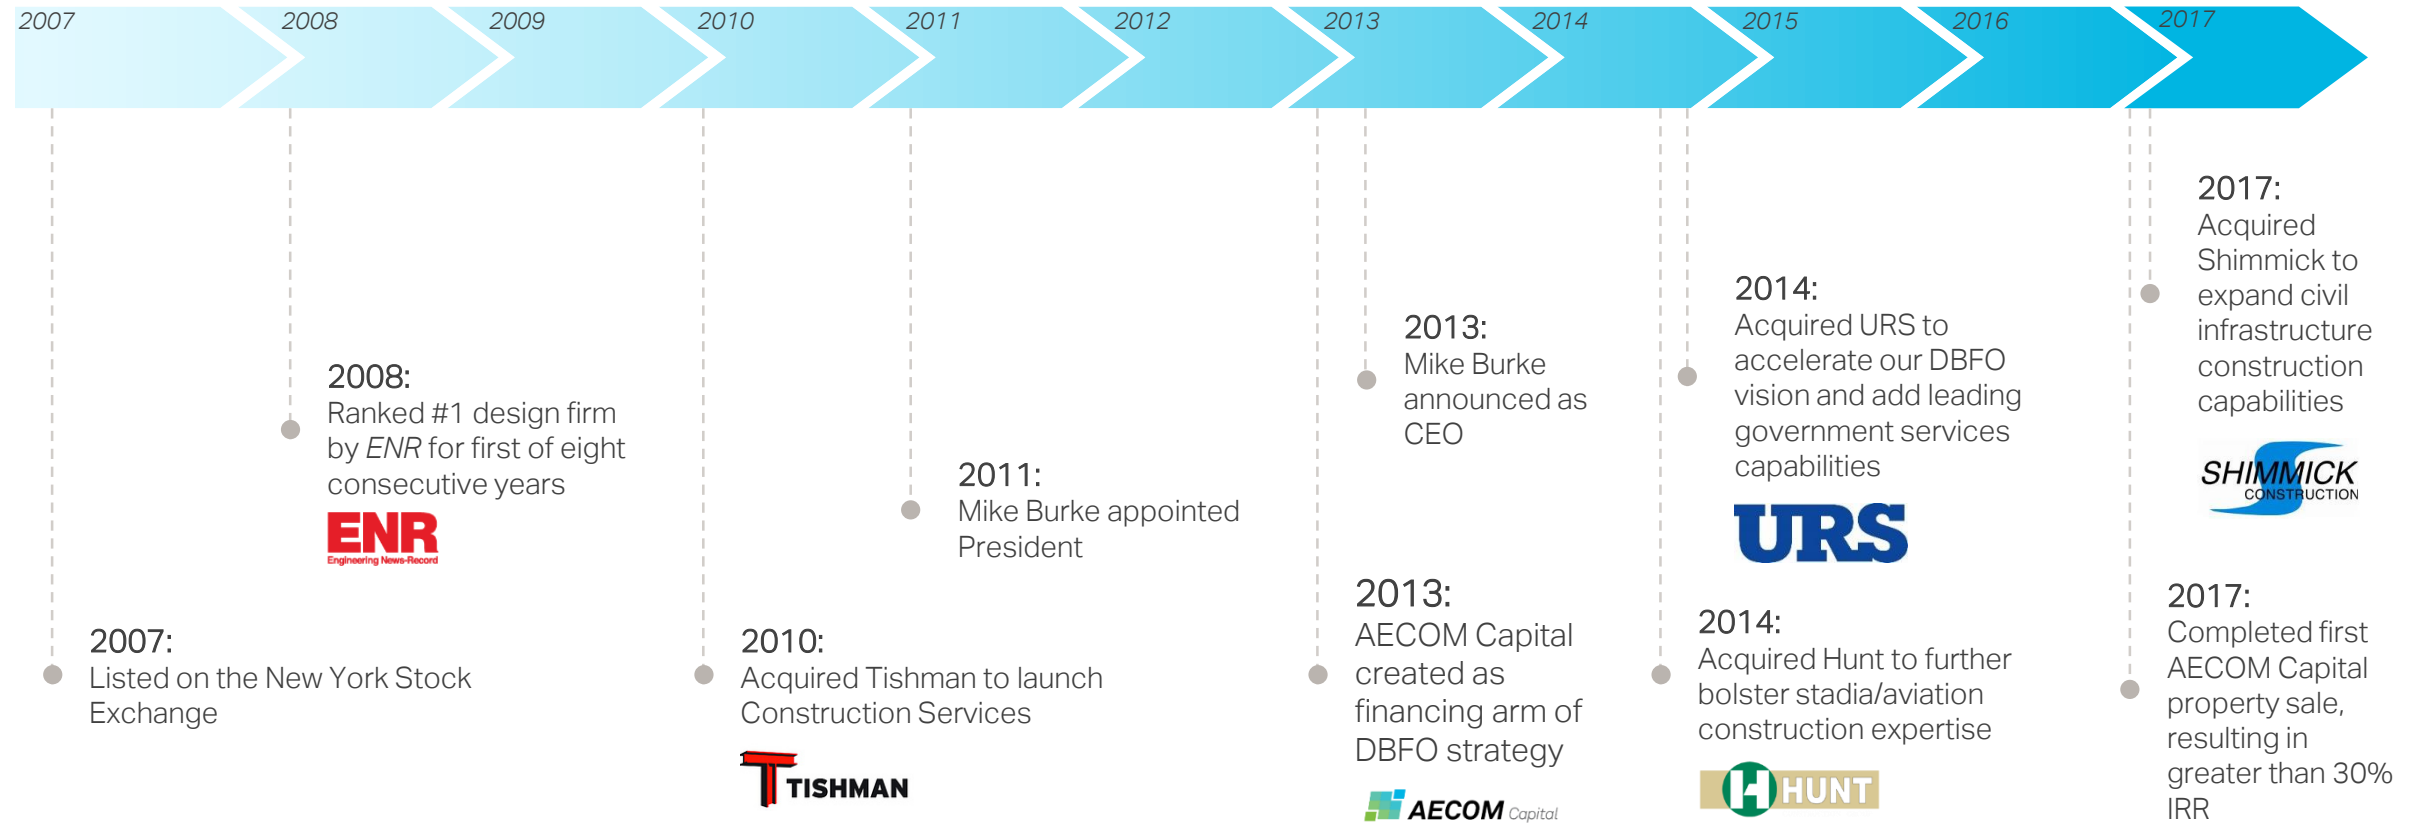 2007
2008
2009
2010
2011
2012
2013
2014
2015
2016
2017
2007:
Listed on the New York Stock
Exchange
2008:
Ranked #1 design firm
by ENR for first of eight
consecutive years
ENR
Engineering News-Record
2010:
Acquired Tishman to launch
Construction Services
TISHMAN
2011:
Mike Burke appointed
President
2013:
Mike Burke
announced as
CEO
2013:
AECOM Capital
created as
financing arm of
DBFO strategy
AECOM Capital
2014:
Acquired URS to
accelerate our DBFO
vision and add leading
government services
capabilities
URS
2014:
Acquired Hunt to further
bolster stadia/aviation
construction expertise
H HUNT
2017:
Acquired
Shimmick to
expand civil
infrastructure
construction
capabilities
SHIMMICK
CONSTRUCTION
2017:
Completed first
AECOM Capital
property sale,
resulting in
greater than 30%
IRR